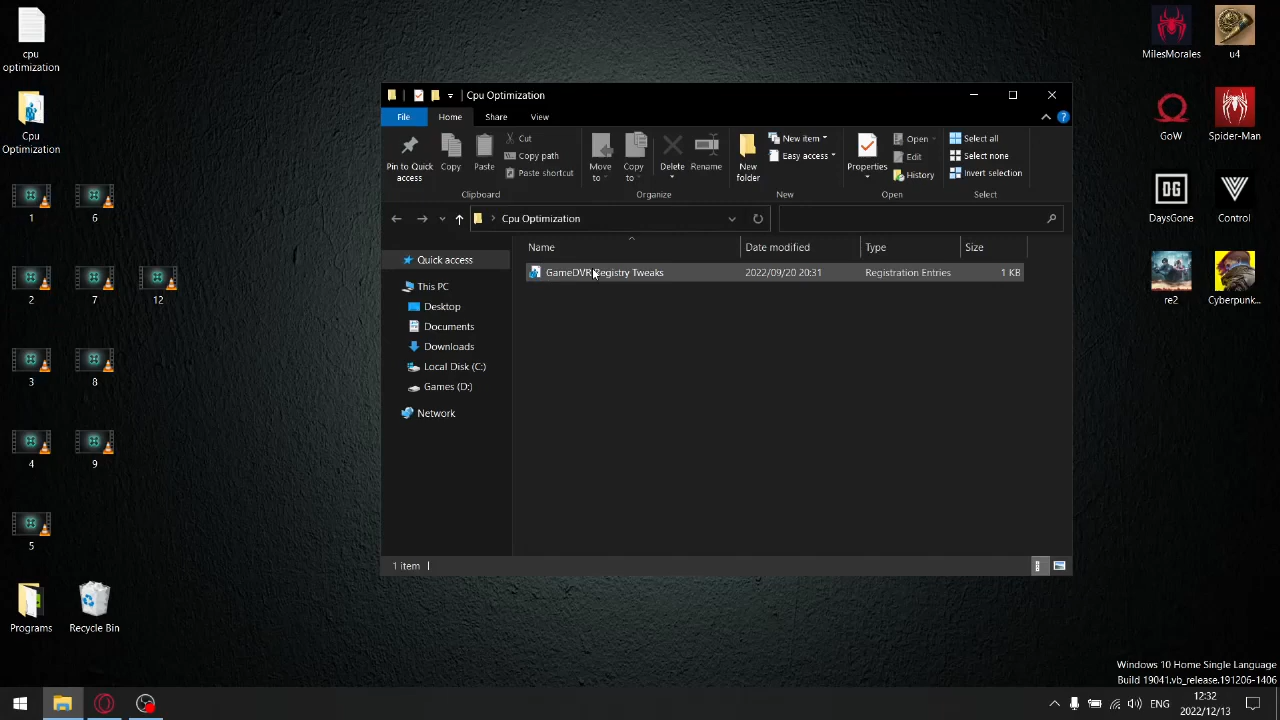 cpu
optimization
Cpu
Optimization
1
6
2
7
12
3
8
4
9
5
Programs
Recycle Bin
Cpu Optimization
File
Home
Share
View
Pin to Quick
access
Copy
Paste
Cut
Copy path
Paste shortcut
Clipboard
Move
to
Copy
to
Delete
Rename
Organize
New
folder
New item
Easy access
New
Properties
Open
Edit
History
Open
Select all
Select none
Invert selection
Select
Cpu Optimization
Name
Date modified
Type
Size
GameDVR Registry Tweaks
2022/09/20 20:31
Registration Entries
1 KB
Quick access
This PC
Desktop
Documents
Downloads
Local Disk (C:)
Games (D:)
Network
1 item
MilesMorales
u4
GoW
Spider-Man
DG
DaysGone
Control
re2
Cyberpunk...
Windows 10 Home Single Language
Build 19041.vb_release.191206-1406
ENG
12:32
2022/12/13